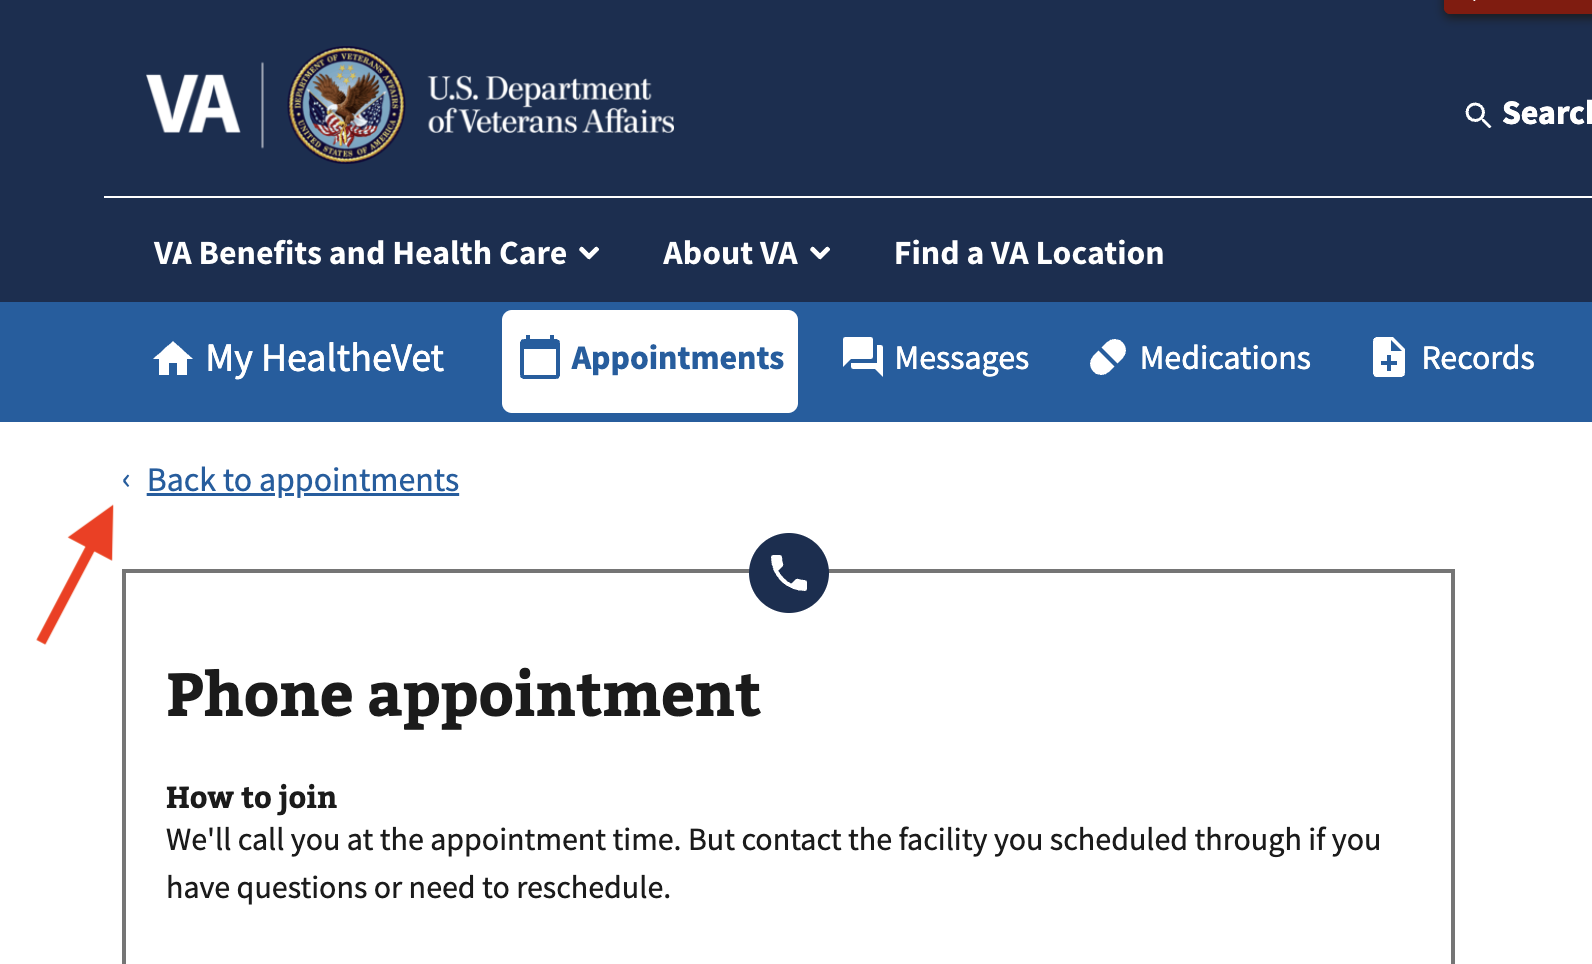 VA
U.S. Department
of Veterans Affairs
DEPARTMENT OF VETERANS AFFAIRS
UNITED STATES OF AMERICA
VA Benefits and Health Care
About VA
Find a VA Location
My HealtheVet
Appointments
Messages
Medications
Records
‹ Back to appointments
Phone appointment
How to join
We'll call you at the appointment time. But contact the facility you scheduled through if you
have questions or need to reschedule.